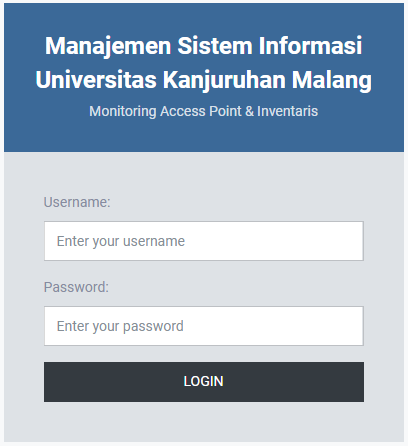 Manajemen Sistem Informasi
Universitas Kanjuruhan Malang
Monitoring Access Point & Inventaris
Username:
Enter your username
Password:
Enter your password
LOGIN